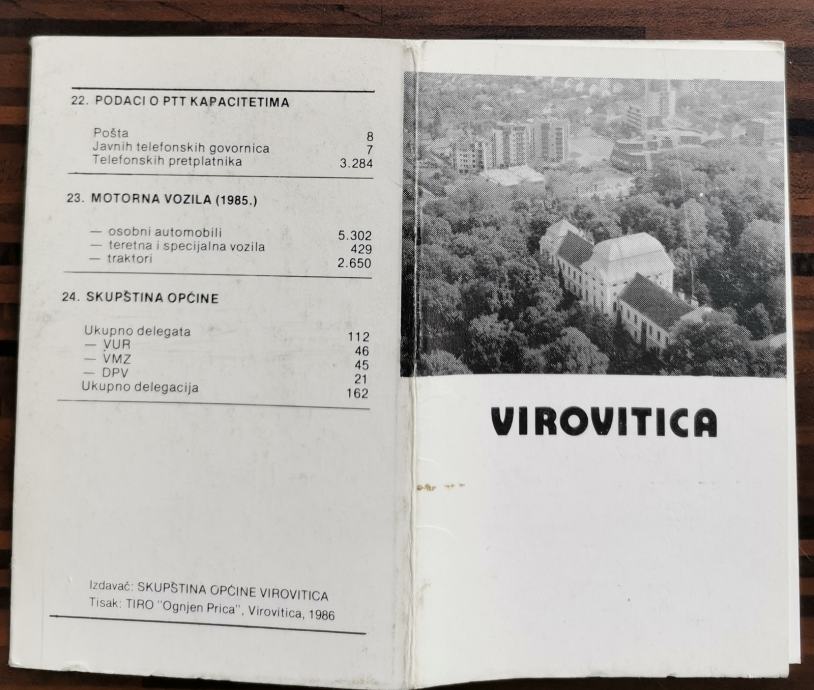 22. PODACI O PTT KAPACITETIMA
Pošta 8
Javnih telefonskih govornica 7
Telefonskih pretplatnika 3.284
23. MOTORNA VOZILA (1985.)
— osobni automobili 5.302
— teretna i specijalna vozila 429
— traktori 2.650
24. SKUPŠTINA OPĆINE
Ukupno delegata 112
— VUR 46
— VMZ 45
— DPV 21
Ukupno delegacija 162
Izdavač: SKUPŠTINA OPĆINE VIROVITICA
Tisak: TIRO "Ognjen Prica", Virovitica, 1986
VIROVITICA